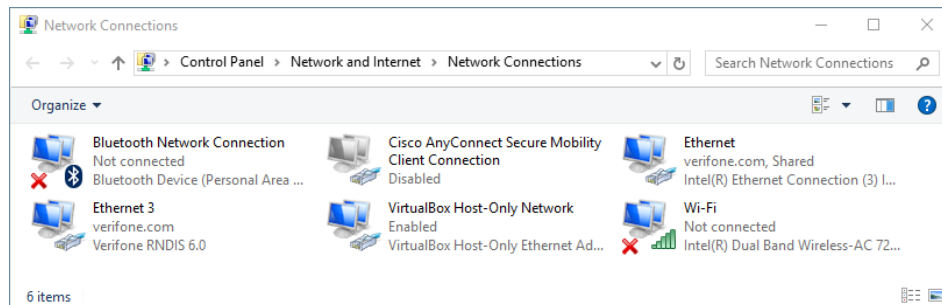 Network Connections
Control Panel > Network and Internet > Network Connections
Search Network Connections
Organize
Bluetooth Network Connection
Not connected
Bluetooth Device (Personal Area ...
Cisco AnyConnect Secure Mobility
Client Connection
Disabled
Ethernet
verifone.com, Shared
Intel(R) Ethernet Connection (3) I...
Ethernet 3
verifone.com
Verifone RNDIS 6.0
VirtualBox Host-Only Network
Enabled
VirtualBox Host-Only Ethernet Ad...
Wi-Fi
Not connected
Intel(R) Dual Band Wireless-AC 72...
6 items